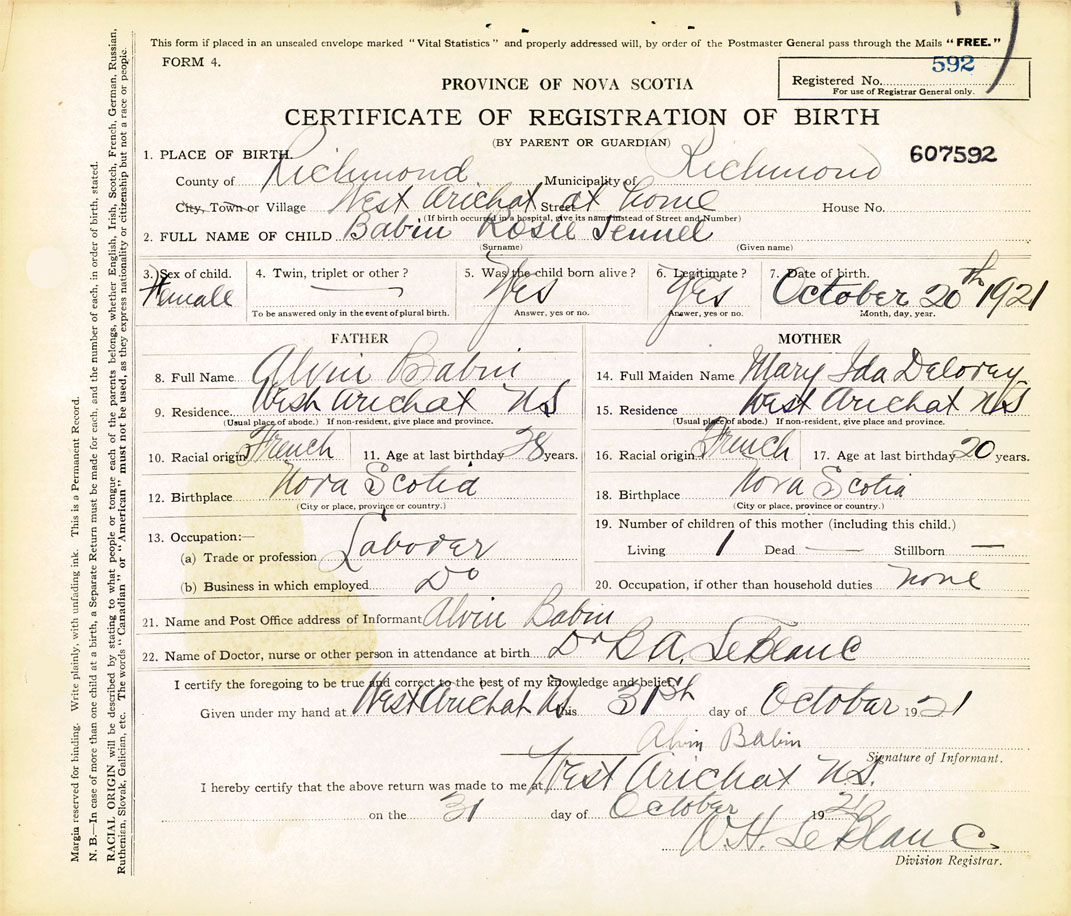 This form if placed in an unsealed envelope marked "Vital Statistics" and properly addressed will, by order of the Postmaster General pass through the Mails "FREE."
FORM 4.
592
Registered No.
For use of Registrar General only.
PROVINCE OF NOVA SCOTIA
CERTIFICATE OF REGISTRATION OF BIRTH
(BY PARENT OR GUARDIAN)
607592
1. PLACE OF BIRTH.
County of Richmond Municipality of Richmond
City, Town or Village West Arichat Street at home House No.
(If birth occurred in a hospital, give its name instead of Street and Number)
2. FULL NAME OF CHILD Babin Rosie Jennel
(Surname) (Given name)
3. Sex of child. Female
4. Twin, triplet or other? —
To be answered only in the event of plural birth.
5. Was the child born alive? Yes
Answer, yes or no.
6. Legitimate? Yes
Answer, yes or no.
7. Date of birth. October 20th 1921
Month, day, year.
FATHER
8. Full Name Alvin Babin
9. Residence. West Arichat NS
(Usual place of abode.) If non-resident, give place and province.
10. Racial origin French 11. Age at last birthday 28 years.
12. Birthplace Nova Scotia
(City or place, province or country.)
13. Occupation:—
(a) Trade or profession Laborer
(b) Business in which employed Do
MOTHER
14. Full Maiden Name Mary Ida Delorey
15. Residence West Arichat NS
(Usual place of abode.) If non-resident, give place and province.
16. Racial origin French 17. Age at last birthday 20 years.
18. Birthplace Nova Scotia
(City or place, province or country.)
19. Number of children of this mother (including this child.)
Living 1 Dead — Stillborn —
20. Occupation, if other than household duties none
21. Name and Post Office address of Informant Alvin Babin
22. Name of Doctor, nurse or other person in attendance at birth Dr B A. LeBlanc
I certify the foregoing to be true and correct to the best of my knowledge and belief.
Given under my hand at West Arichat NS this 31st day of October 1921
Alvin Babin
Signature of Informant.
I hereby certify that the above return was made to me at West Arichat N.S.
on the 31 day of October 1921
W.H. LeBlanc
Division Registrar.
Margin reserved for binding. Write plainly, with unfading ink. This is a Permanent Record.
N. B.—In case of more than one child at a birth, a Separate Return must be made for each, and the number of each, in order of birth, stated.
RACIAL ORIGIN will be described by stating to what people or tongue each of the parents belongs, whether English, Irish, Scotch, French, German, Russian,
Ruthenian, Slovak, Galician, etc. The words "Canadian" or "American" must not be used, as they express nationality or citizenship but not a race or people.